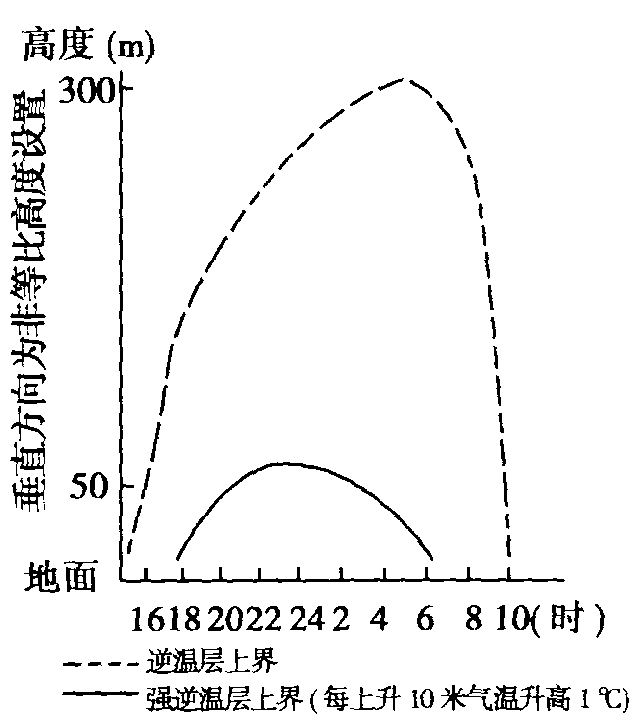 高度 (m)
300
垂直方向为非等比高度设置
50
地面
16 18 20 22 24 2 4 6 8 10 (时)
逆温层上界
强逆温层上界 (每上升 10 米气温升高 1 ℃)